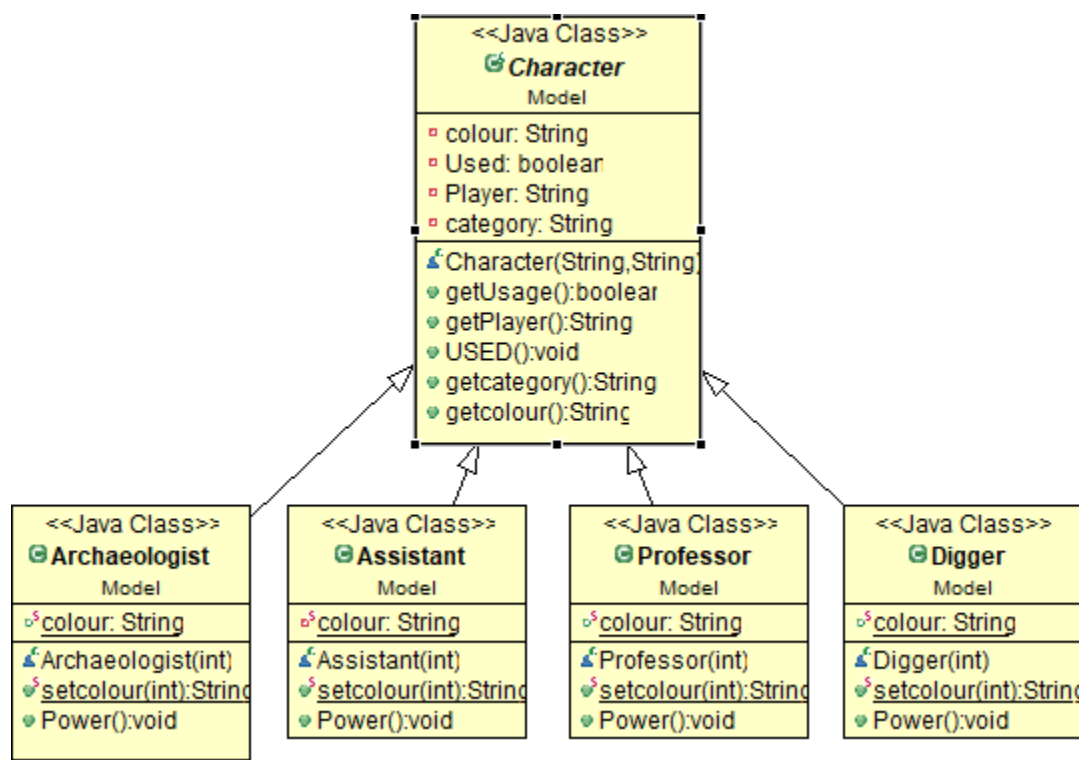 <<Java Class>>
Character
Model
colour: String
Used: boolean
Player: String
category: String
Character(String,String)
getUsage():boolean
getPlayer():String
USED():void
getcategory():String
getcolour():String
<<Java Class>>
Archaeologist
Model
colour: String
Archaeologist(int)
setcolour(int):String
Power():void
<<Java Class>>
Assistant
Model
colour: String
Assistant(int)
setcolour(int):String
Power():void
<<Java Class>>
Professor
Model
colour: String
Professor(int)
setcolour(int):String
Power():void
<<Java Class>>
Digger
Model
colour: String
Digger(int)
setcolour(int):String
Power():void